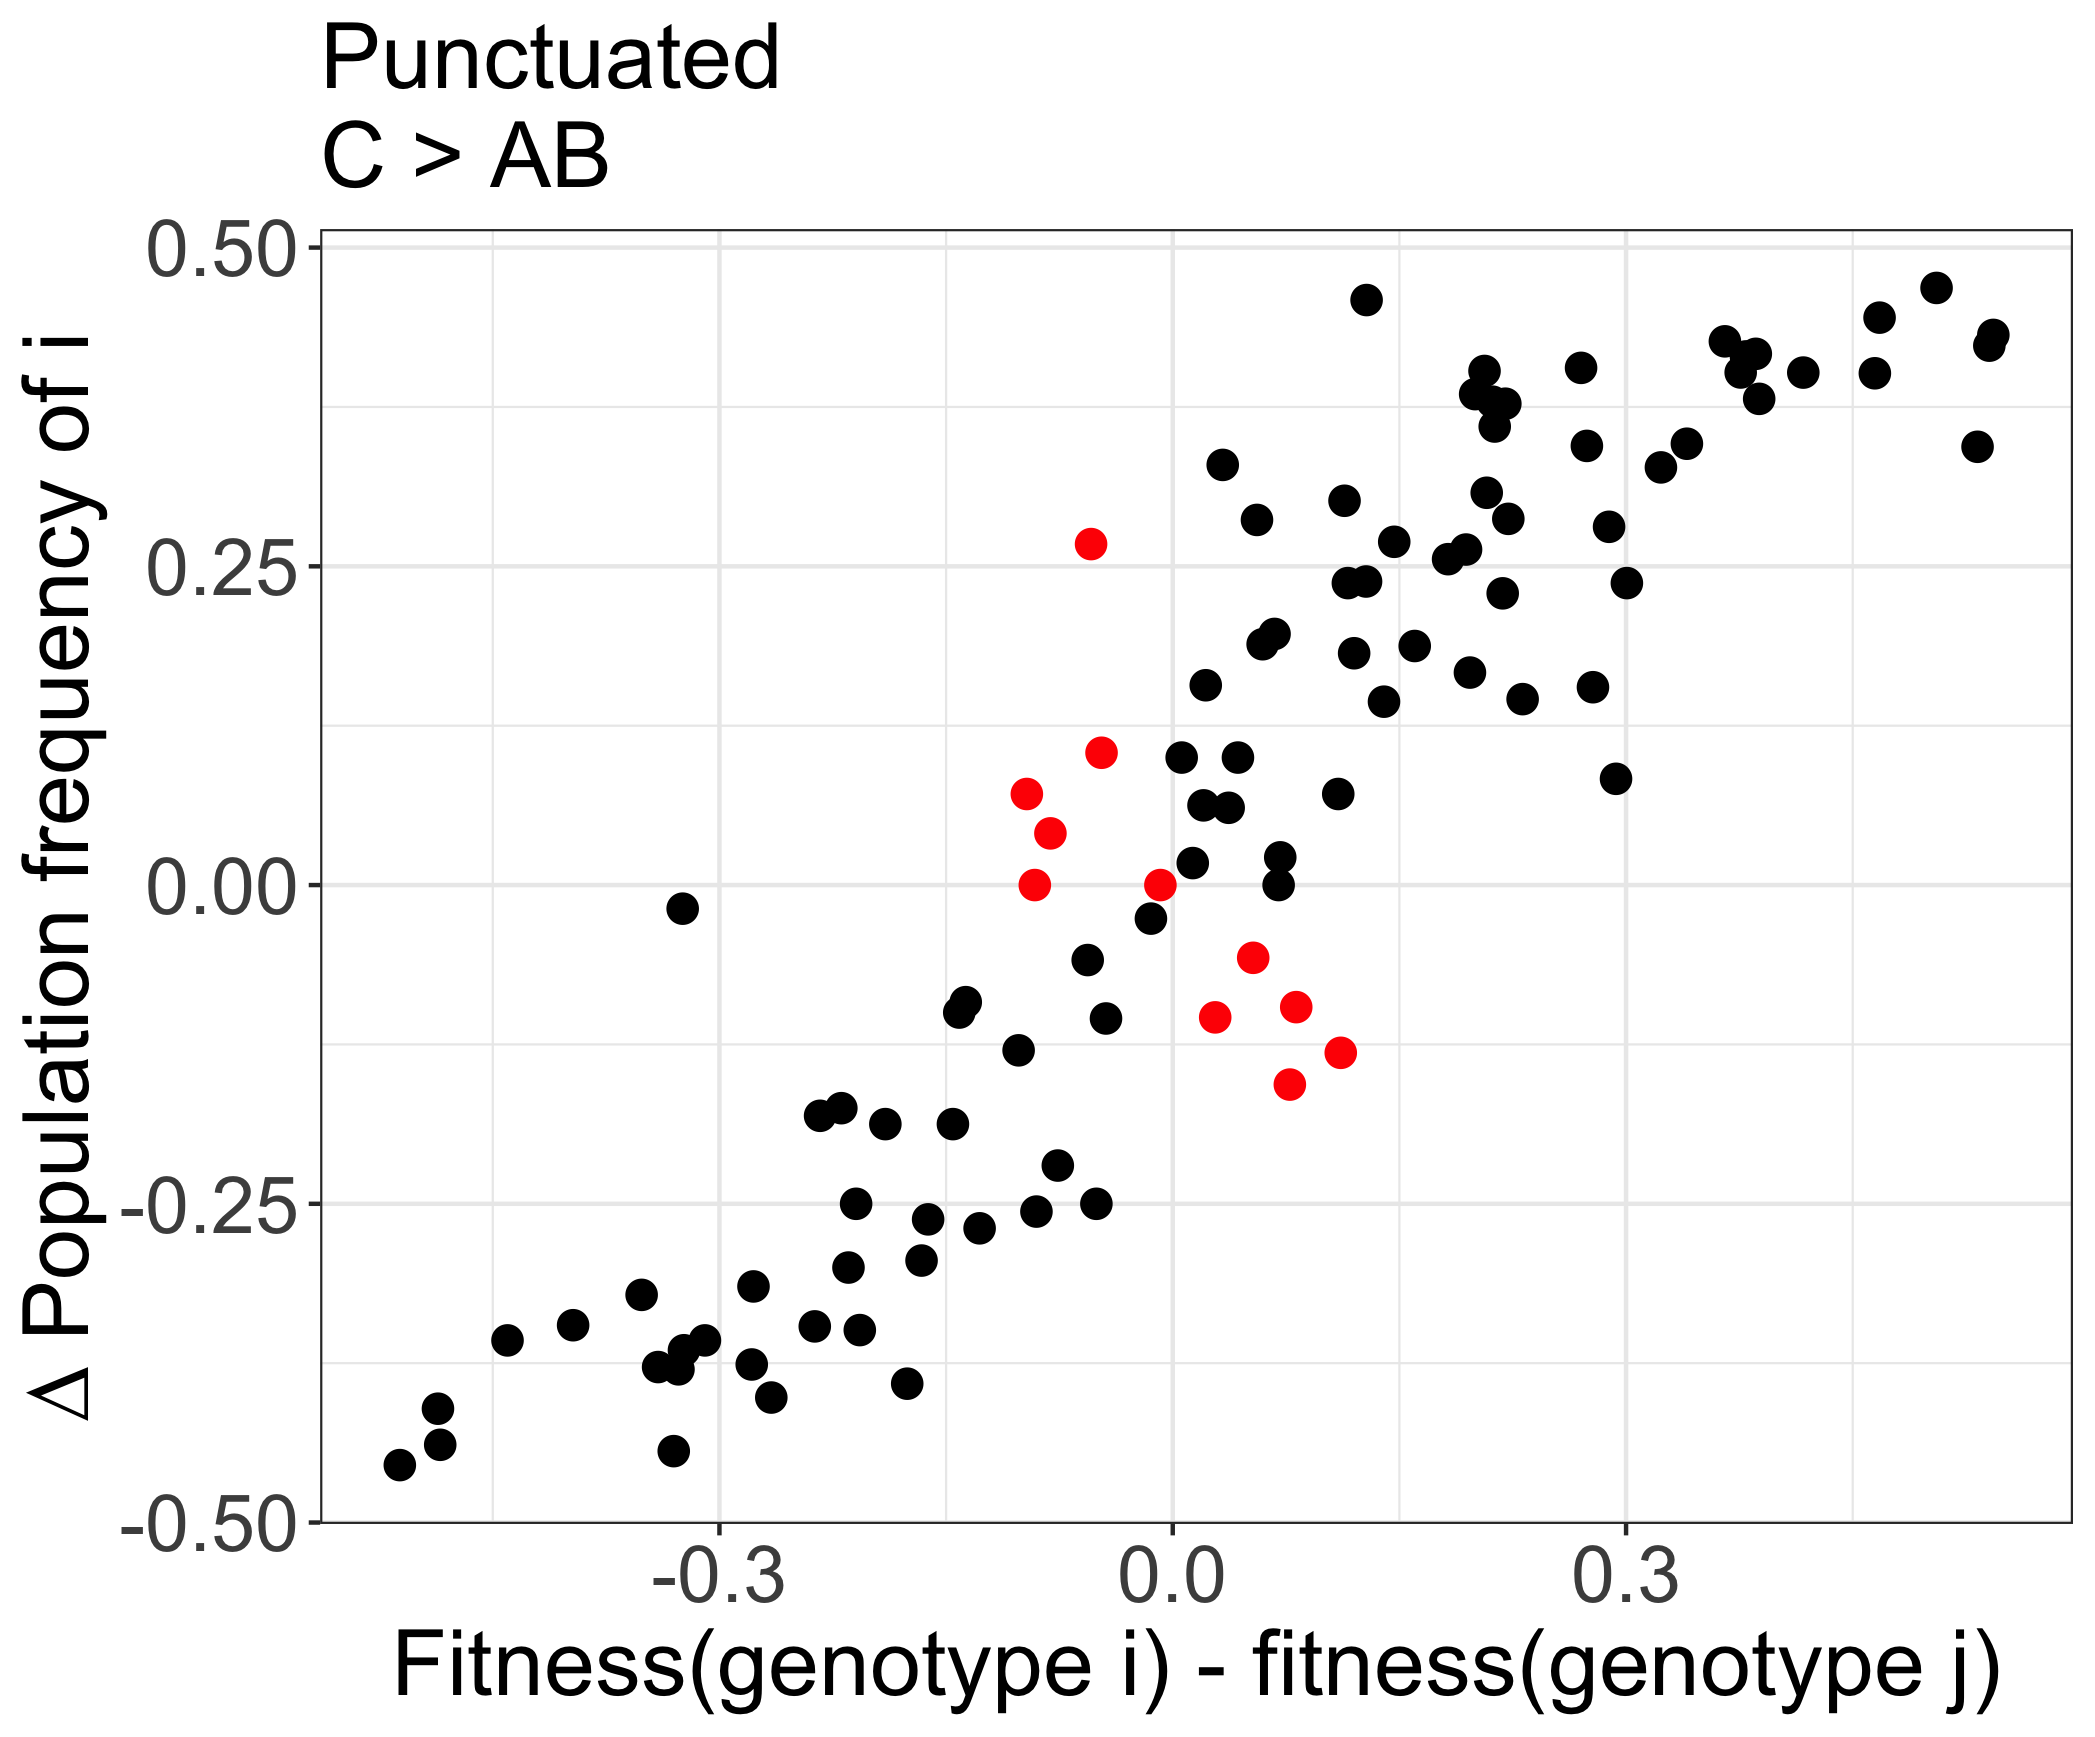 Punctuated
C > AB
Δ Population frequency of i
0.50
0.25
0.00
-0.25
-0.50
-0.3
0.0
0.3
Fitness(genotype i) - fitness(genotype j)